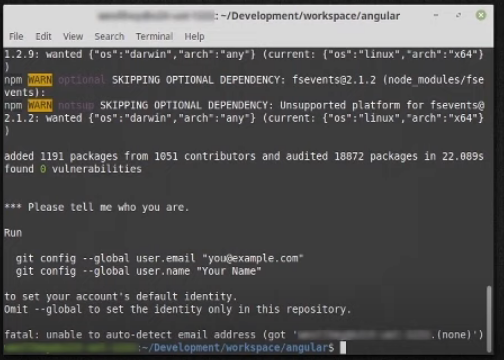 : ~/Development/workspace/angular
File Edit View Search Terminal Help
1.2.9: wanted {"os":"darwin","arch":"any"} (current: {"os":"linux","arch":"x64"}
)
npm WARN optional SKIPPING OPTIONAL DEPENDENCY: fsevents@2.1.2 (node_modules/fse
vents):
npm WARN notsup SKIPPING OPTIONAL DEPENDENCY: Unsupported platform for fsevents@
2.1.2: wanted {"os":"darwin","arch":"any"} (current: {"os":"linux","arch":"x64"}
)
added 1191 packages from 1051 contributors and audited 18872 packages in 22.089s
found 0 vulnerabilities
*** Please tell me who you are.
Run
git config --global user.email "you@example.com"
git config --global user.name "Your Name"
to set your account's default identity.
Omit --global to set the identity only in this repository.
fatal: unable to auto-detect email address (got ' .(none)')
:~/Development/workspace/angular$